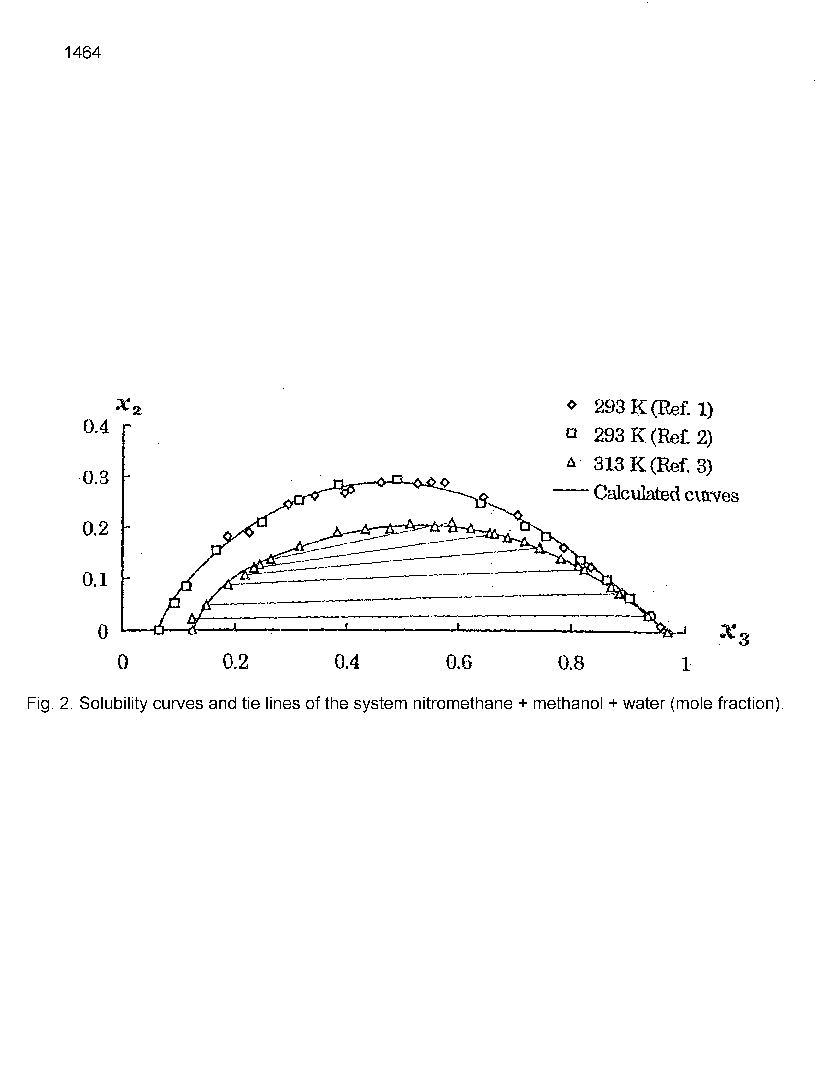 1464
x2
0.4
0.3
0.2
0.1
0
◇ 293 K (Ref. 1)
□ 293 K (Ref. 2)
△ 313 K (Ref. 3)
— Calculated curves
x3
0 0.2 0.4 0.6 0.8 1
Fig. 2. Solubility curves and tie lines of the system nitromethane + methanol + water (mole fraction).